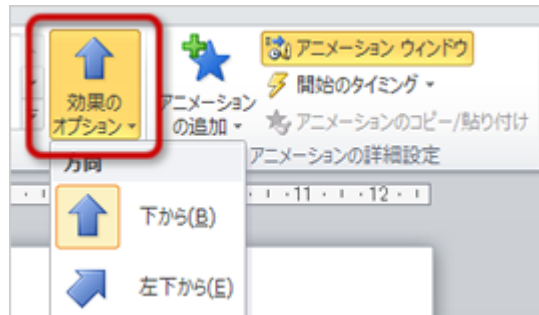 効果の
オプション
アニメーション
の追加
アニメーション ウィンドウ
開始のタイミング
アニメーションのコピー/貼り付け
アニメーションの詳細設定
方向
11 12
下から(B)
左下から(E)